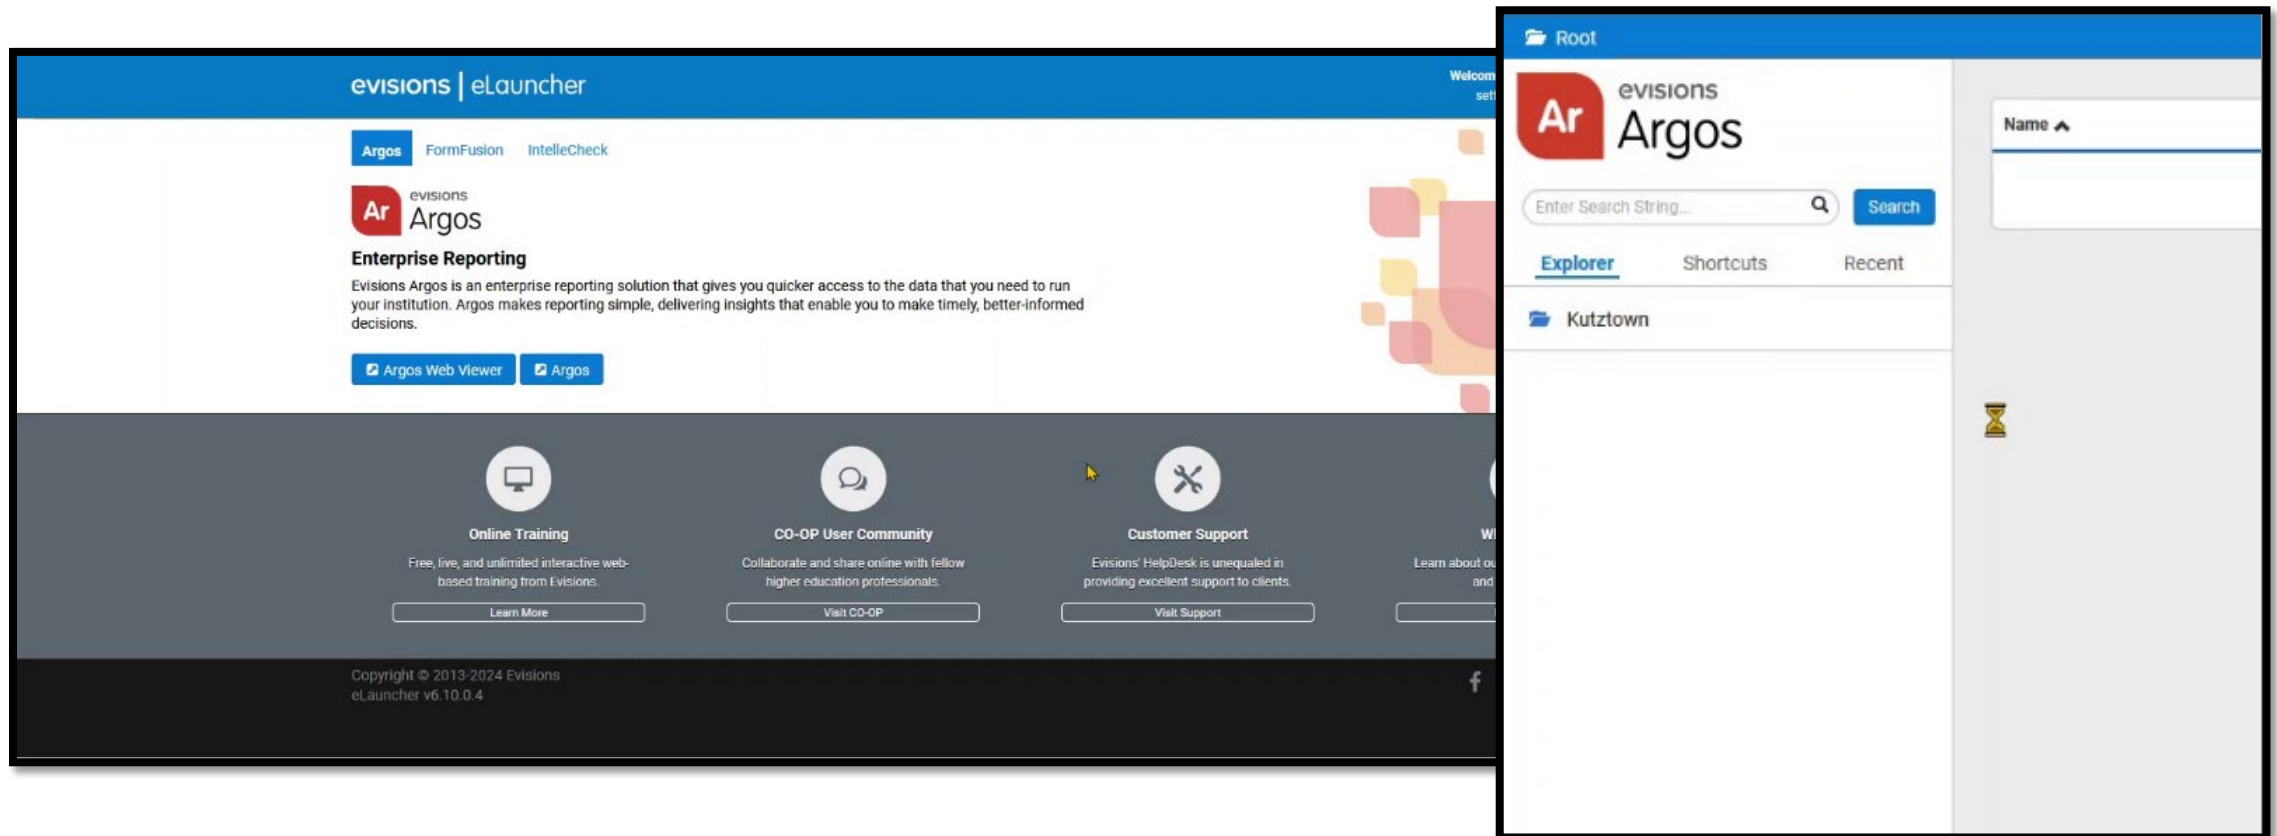 evisions | eLauncher
Argos FormFusion IntelleCheck
Ar evisions
Argos
Enterprise Reporting
Evisions Argos is an enterprise reporting solution that gives you quicker access to the data that you need to run
your institution. Argos makes reporting simple, delivering insights that enable you to make timely, better-informed
decisions.
Argos Web Viewer Argos
Online Training
Free, live, and unlimited interactive web-
based training from Evisions.
Learn More
CO-OP User Community
Collaborate and share online with fellow
higher education professionals.
Visit CO-OP
Customer Support
Evisions' HelpDesk is unequaled in
providing excellent support to clients.
Visit Support
Learn about
and
Copyright © 2013-2024 Evisions
eLauncher v6.10.0.4
Root
Ar evisions
Argos
Enter Search String...
Search
Explorer Shortcuts Recent
Kutztown
Name